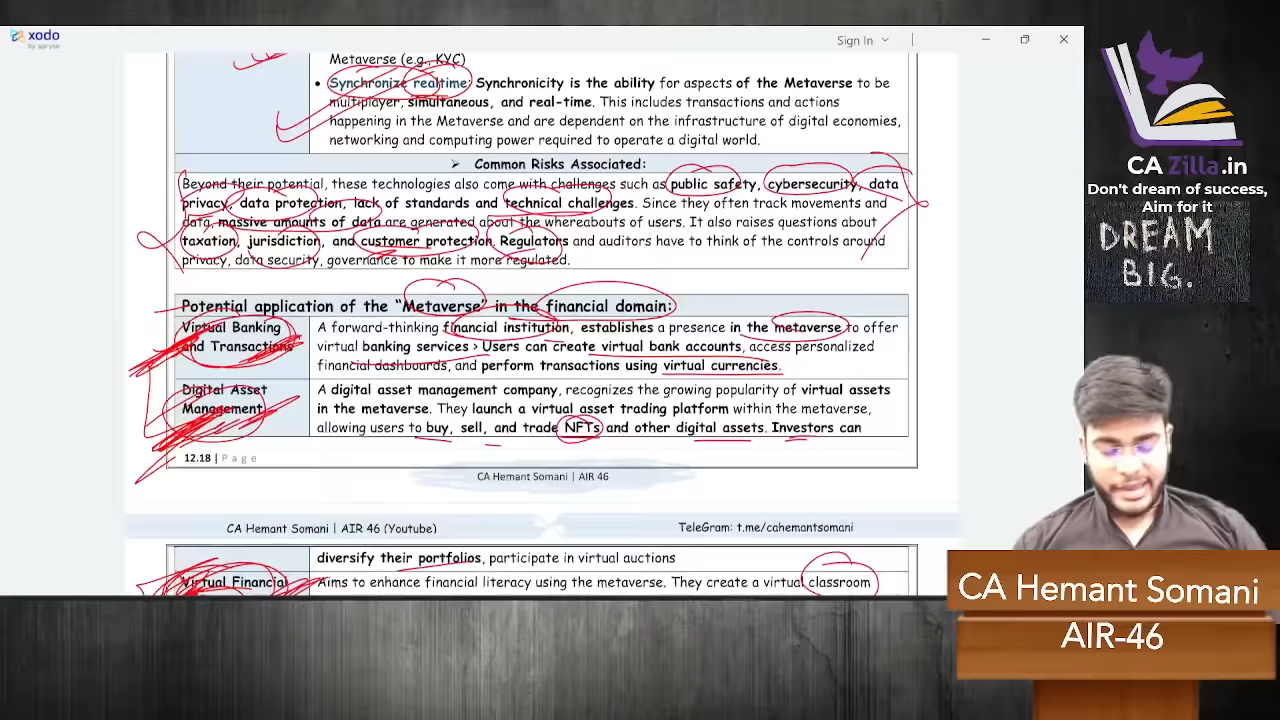 xodo
by apryse
Sign In
Metaverse (e.g., KYC)
• Synchronize realtime: Synchronicity is the ability for aspects of the Metaverse to be
multiplayer, simultaneous, and real-time. This includes transactions and actions
happening in the Metaverse and are dependent on the infrastructure of digital economies,
networking and computing power required to operate a digital world.
➢ Common Risks Associated:
Beyond their potential, these technologies also come with challenges such as public safety, cybersecurity, data
privacy, data protection, lack of standards and technical challenges. Since they often track movements and
data, massive amounts of data are generated about the whereabouts of users. It also raises questions about
taxation, jurisdiction, and customer protection. Regulators and auditors have to think of the controls around
privacy, data security, governance to make it more regulated.
Potential application of the “Metaverse” in the financial domain:
Virtual Banking
and Transactions
A forward-thinking financial institution, establishes a presence in the metaverse to offer
virtual banking services > Users can create virtual bank accounts, access personalized
financial dashboards, and perform transactions using virtual currencies.
Digital Asset
Management
A digital asset management company, recognizes the growing popularity of virtual assets
in the metaverse. They launch a virtual asset trading platform within the metaverse,
allowing users to buy, sell, and trade NFTs and other digital assets. Investors can
12.18 | Page
CA Hemant Somani | AIR 46
CA Hemant Somani | AIR 46 (Youtube)
TeleGram: t.me/cahemantsomani
diversify their portfolios, participate in virtual auctions
Virtual Financial
Aims to enhance financial literacy using the metaverse. They create a virtual classroom
CA Zilla.in
Don't dream of success,
Aim for it
DREAM
BIG.
CA Hemant Somani
AIR-46